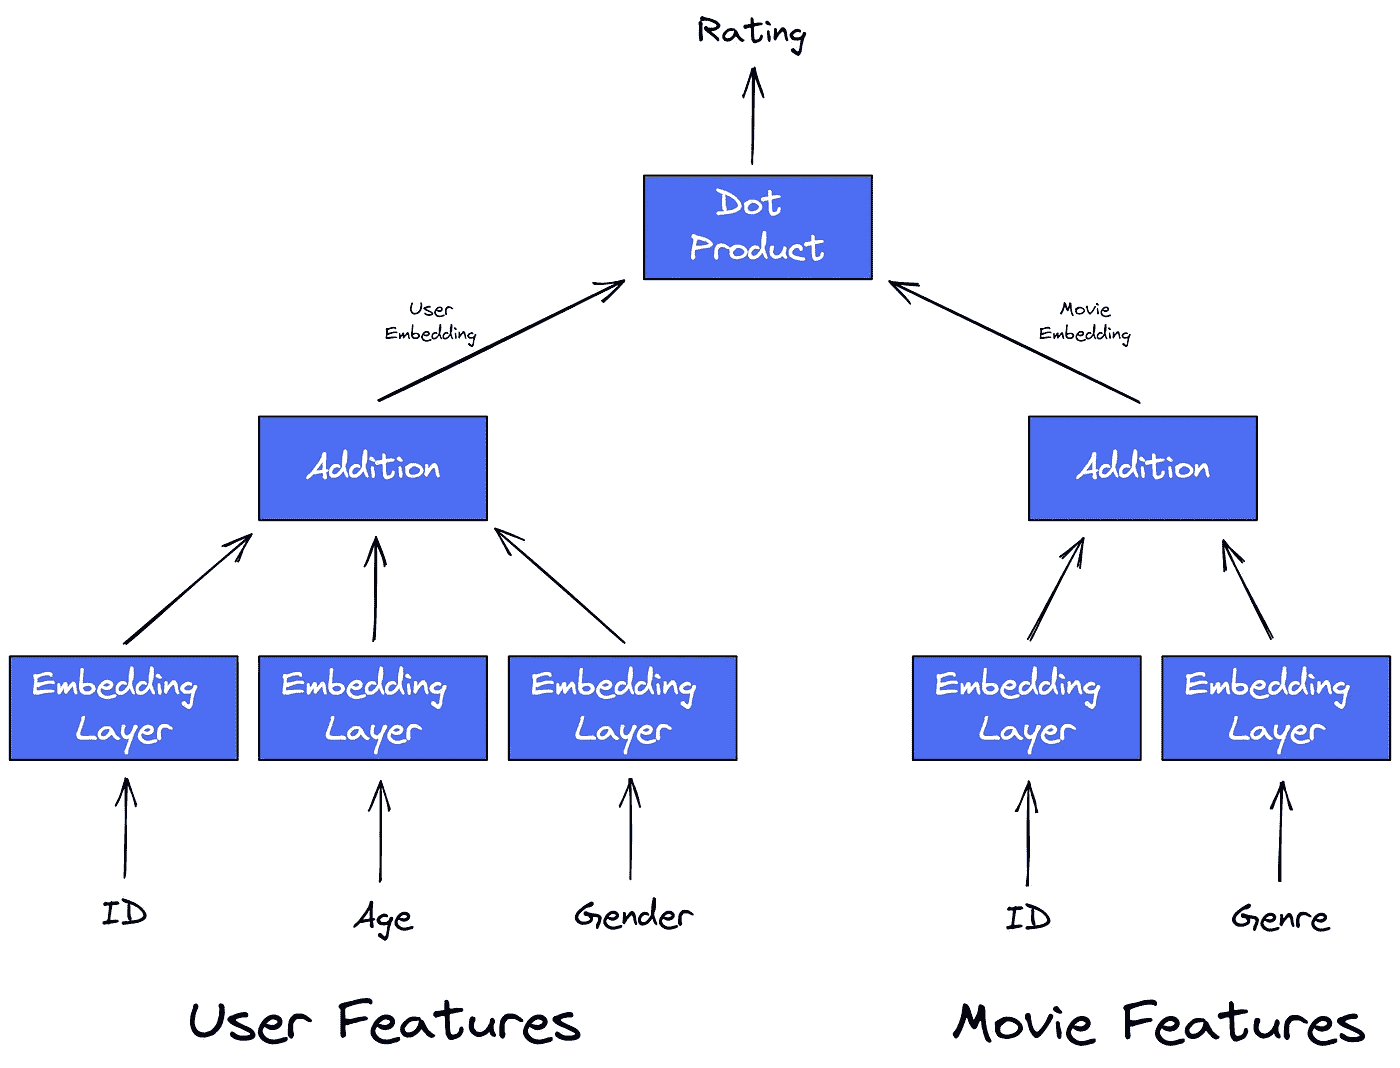 Rating
Dot
Product
User
Embedding
Movie
Embedding
Addition
Addition
Embedding
Layer
Embedding
Layer
Embedding
Layer
Embedding
Layer
Embedding
Layer
ID
Age
Gender
ID
Genre
User Features
Movie Features